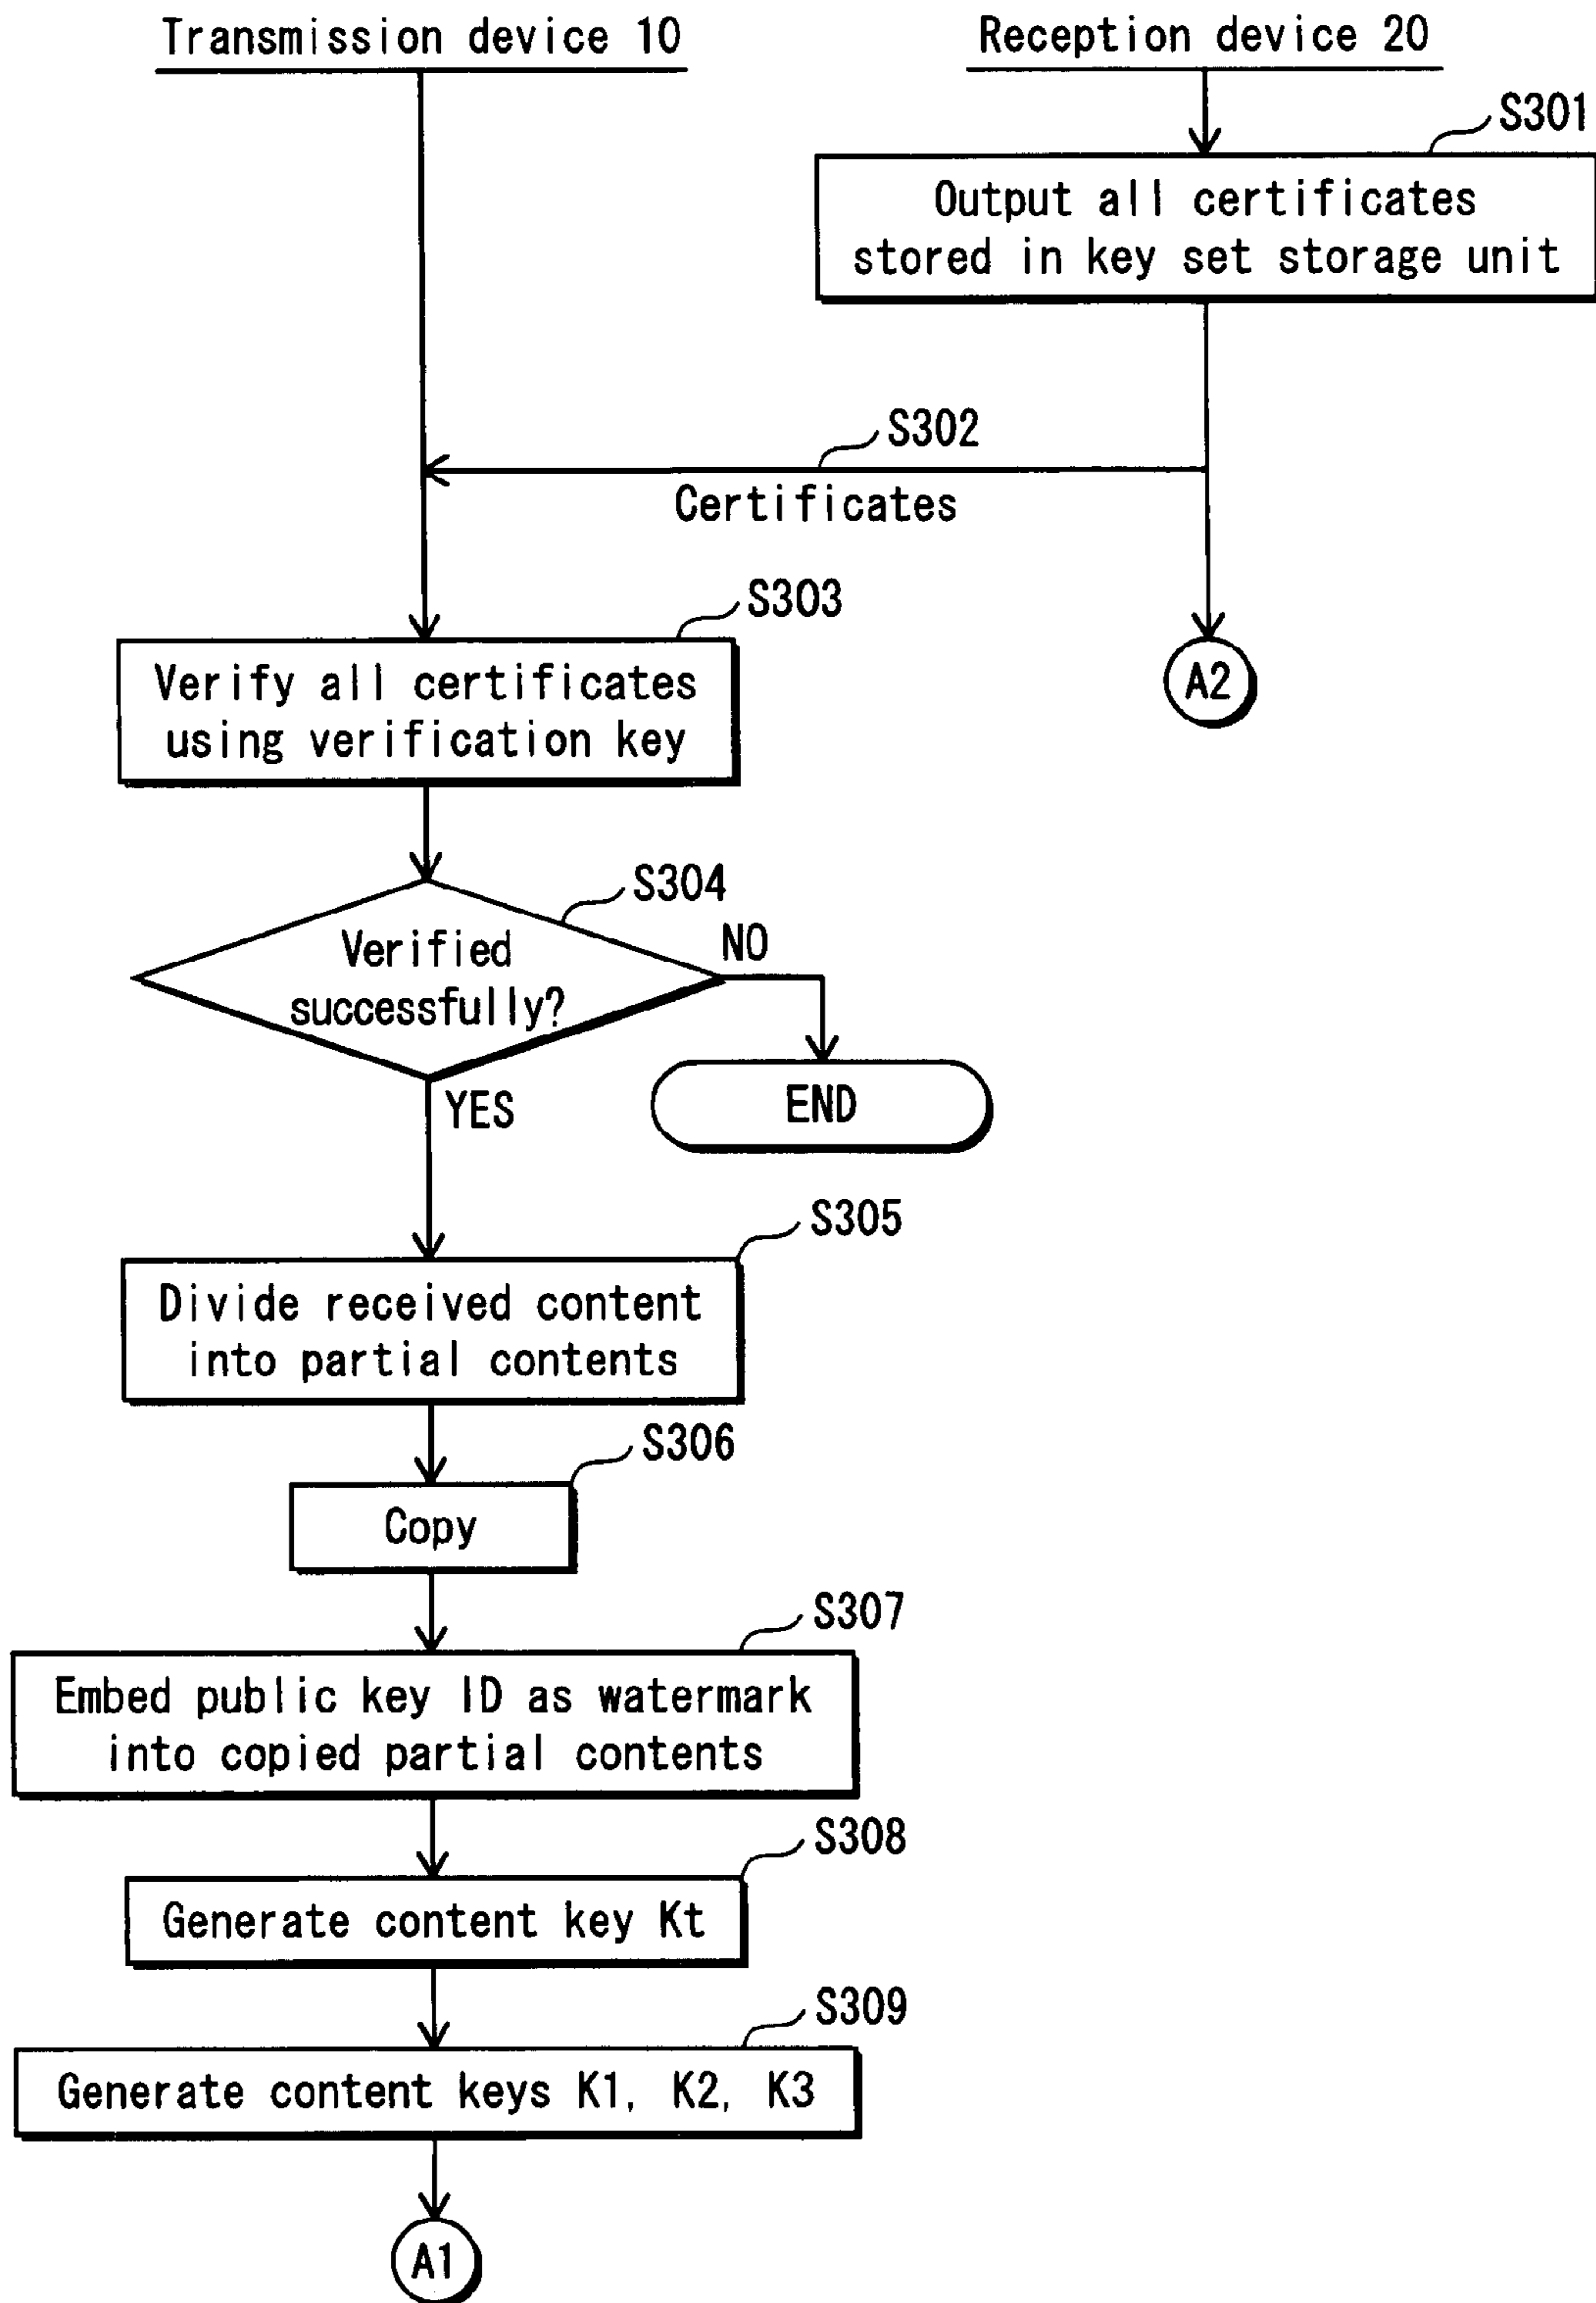 Transmission device 10
Reception device 20
S301
Output all certificates
stored in key set storage unit
S302
Certificates
S303
Verify all certificates
using verification key
A2
S304
Verified
successfully?
NO
END
YES
S305
Divide received content
into partial contents
S306
Copy
S307
Embed public key ID as watermark
into copied partial contents
S308
Generate content key Kt
S309
Generate content keys K1, K2, K3
A1